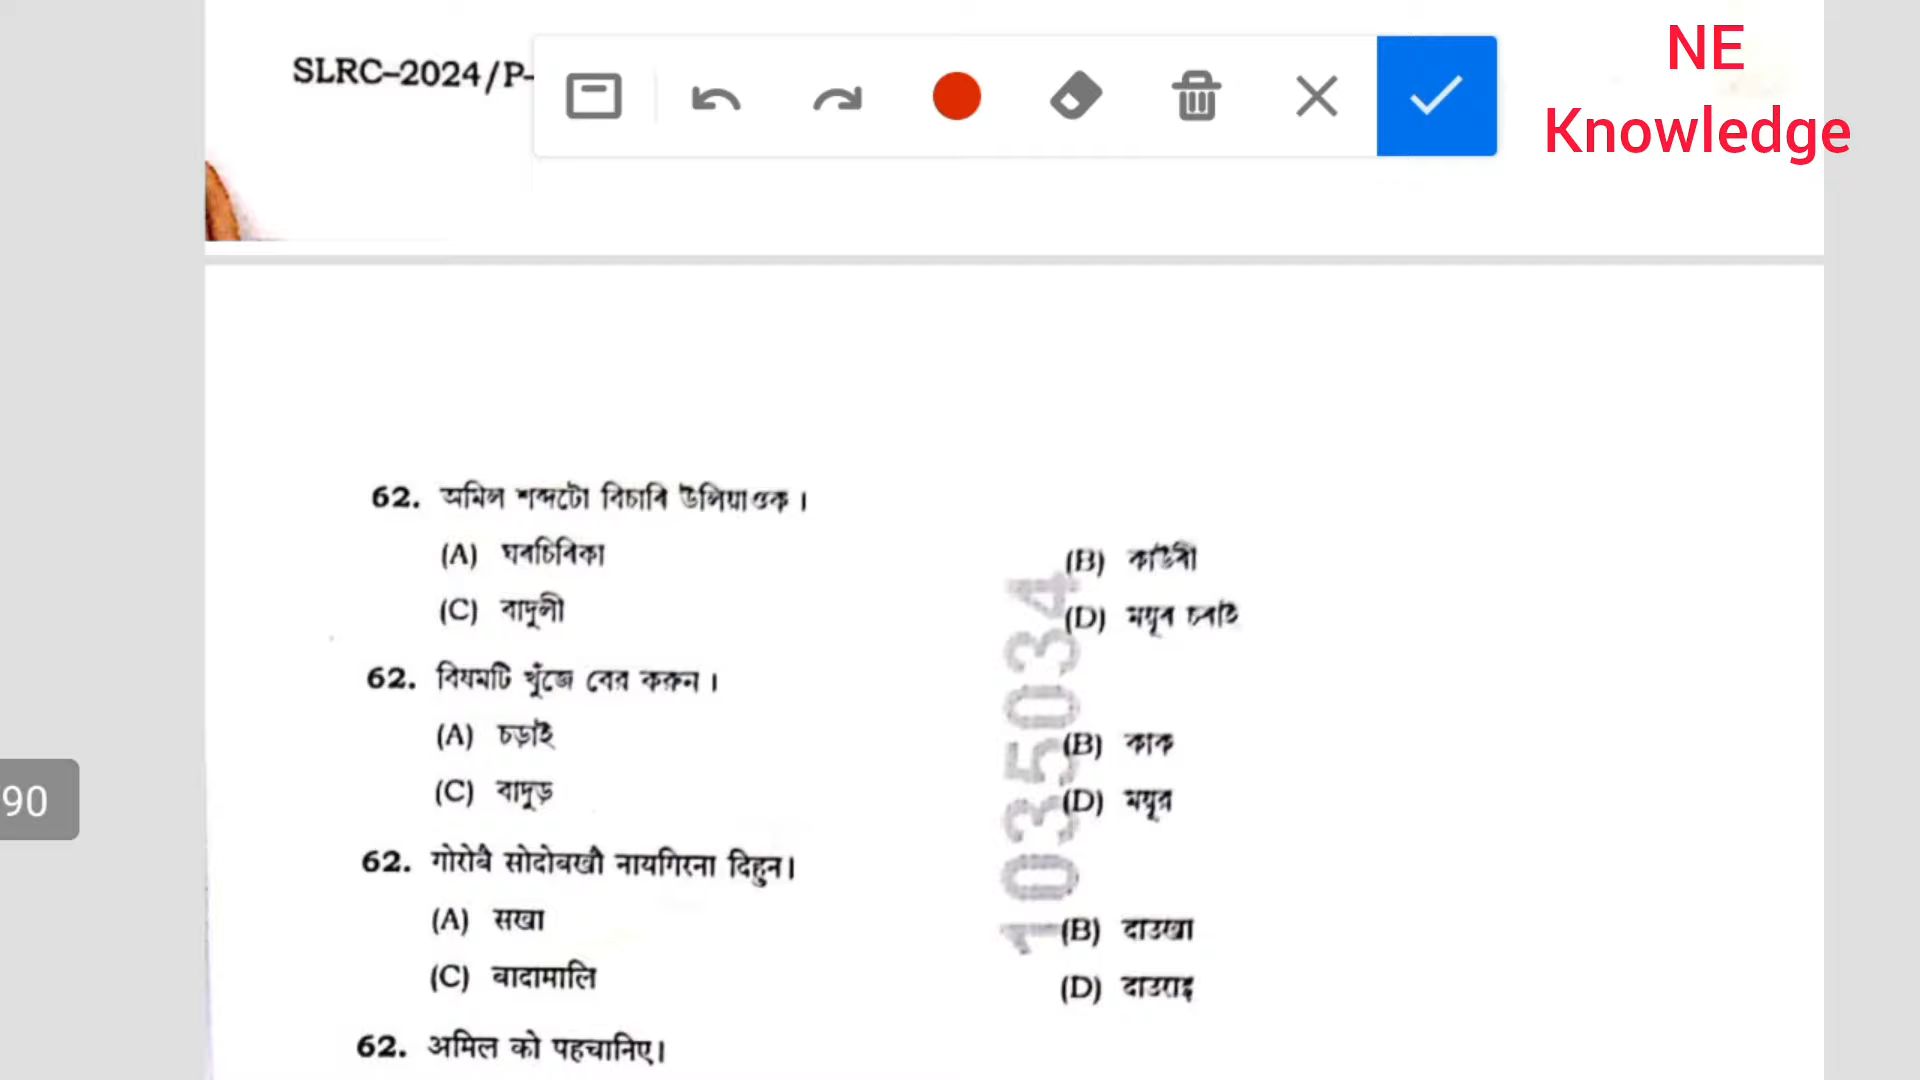 SLRC–2024/P–
NE
Knowledge
62. অমিল শব্দটো বিচাৰি উলিয়াওক ।
(A) ঘৰচিৰিকা
(B) কাউৰী
(C) বাদুলী
(D) ময়ূৰ চৰাই
62. বিষমটি খুঁজে বের করুন ।
(A) চড়াই
(B) কাক
(C) বাদুড়
(D) ময়ূর
62. गोरोबै सोदोबखौ नायगिरना दिहुन।
(A) सखा
(B) दाउखा
(C) बादामालि
(D) दाउराइ
62. अमिल को पहचानिए।
1035034
90